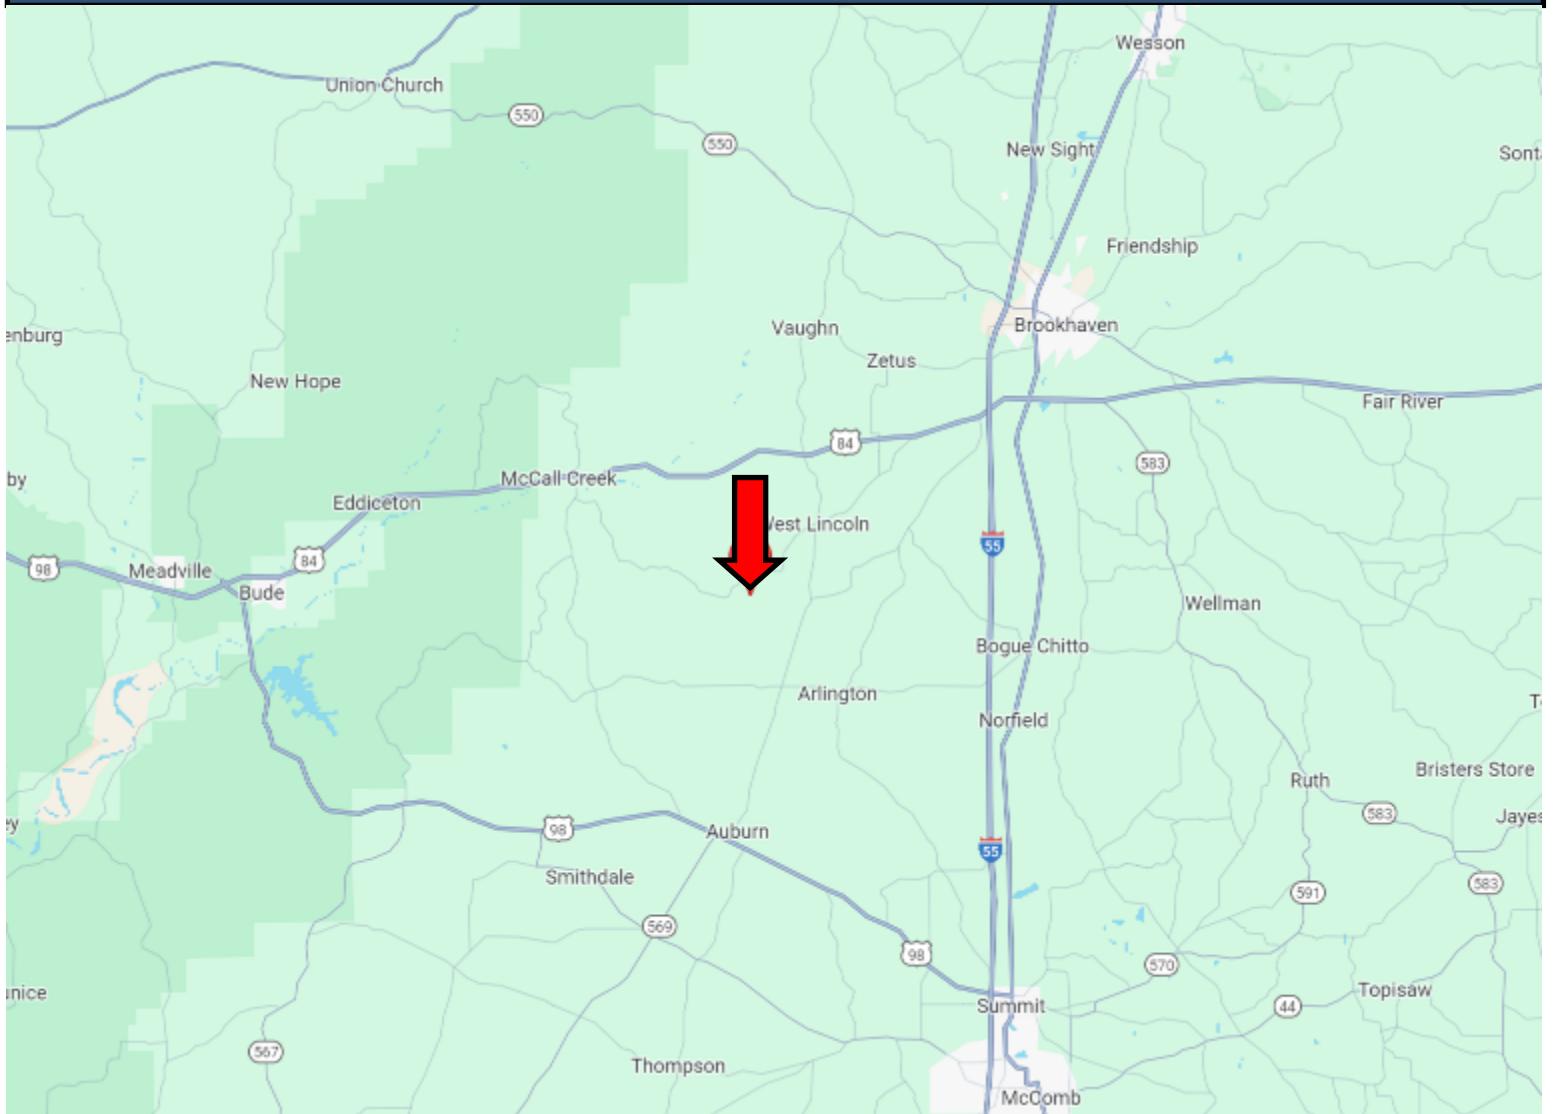 Wesson
Union Church
550
550
New Sight
Friendship
Brookhaven
Vaughn
Zetus
New Hope
Fair River
84
583
McCall Creek
Eddiceton
West Lincoln
55
84
98
Meadville
Bude
Wellman
Bogue Chitto
Arlington
Norfield
Ruth
Bristers Store
583
98
Auburn
55
Smithdale
583
591
569
98
570
Topisaw
Summit
44
567
Thompson
McComb